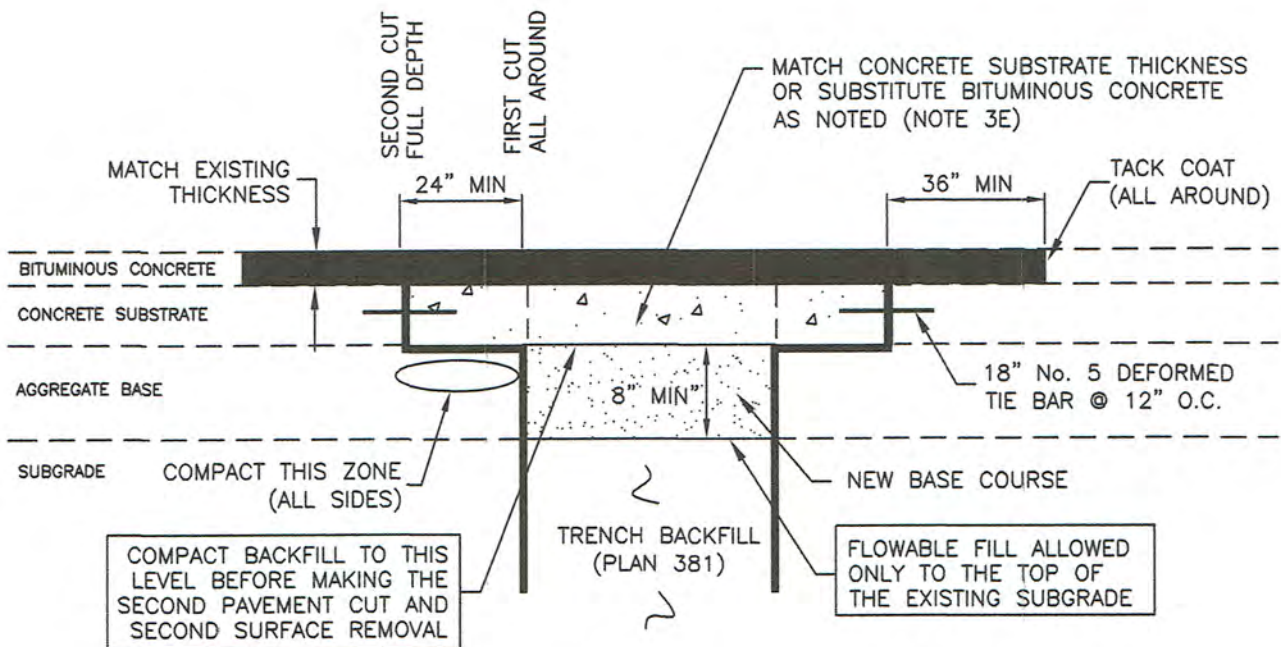 SECOND CUT
FULL DEPTH
FIRST CUT
ALL AROUND
MATCH CONCRETE SUBSTRATE THICKNESS
OR SUBSTITUTE BITUMINOUS CONCRETE
AS NOTED (NOTE 3E)
MATCH EXISTING
THICKNESS
24" MIN
36" MIN
TACK COAT
(ALL AROUND)
BITUMINOUS CONCRETE
CONCRETE SUBSTRATE
AGGREGATE BASE
8" MIN"
18" No. 5 DEFORMED
TIE BAR @ 12" O.C.
SUBGRADE
COMPACT THIS ZONE
(ALL SIDES)
NEW BASE COURSE
COMPACT BACKFILL TO THIS
LEVEL BEFORE MAKING THE
SECOND PAVEMENT CUT AND
SECOND SURFACE REMOVAL
TRENCH BACKFILL
(PLAN 381)
FLOWABLE FILL ALLOWED
ONLY TO THE TOP OF
THE EXISTING SUBGRADE